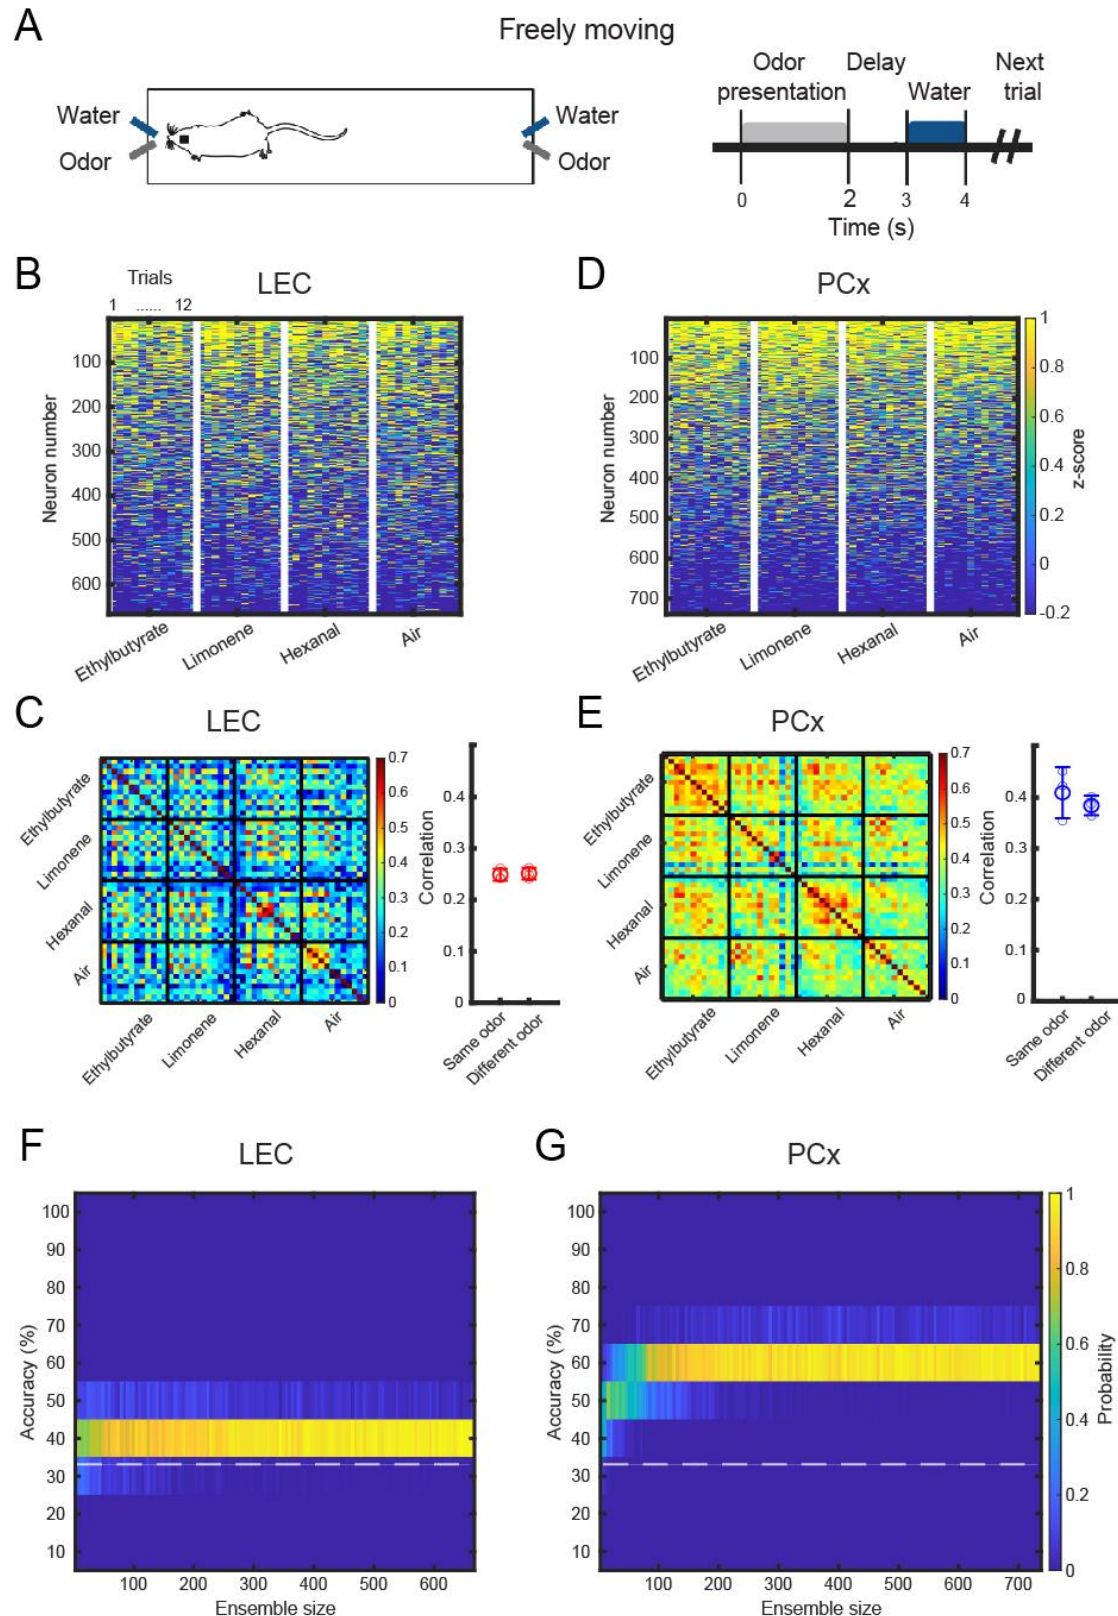 A
Freely moving
Water
Odor
Water
Odor
Odor
presentation
Delay
Water
Next
trial
0
2
3
4
Time (s)
B
Trials
1 ...... 12
LEC
Neuron number
100
200
300
400
500
600
Ethylbutyrate
Limonene
Hexanal
Air
D
PCx
Neuron number
100
200
300
400
500
600
700
Ethylbutyrate
Limonene
Hexanal
Air
1
0.8
0.6
0.4
0.2
0
-0.2
z-score
C
LEC
Ethylbutyrate
Limonene
Hexanal
Air
Ethylbutyrate
Limonene
Hexanal
Air
0.7
0.6
0.5
0.4
0.3
0.2
0.1
0
Correlation
0.4
0.3
0.2
0.1
0
Same odor
Different odor
E
PCx
Ethylbutyrate
Limonene
Hexanal
Air
Ethylbutyrate
Limonene
Hexanal
Air
0.7
0.6
0.5
0.4
0.3
0.2
0.1
0
Correlation
0.4
0.3
0.2
0.1
0
Same odor
Different odor
F
LEC
Accuracy (%)
100
90
80
70
60
50
40
30
20
10
100
200
300
400
500
600
Ensemble size
G
PCx
Accuracy (%)
100
90
80
70
60
50
40
30
20
10
100
200
300
400
500
600
700
Ensemble size
1
0.8
0.6
0.4
0.2
0
Probability